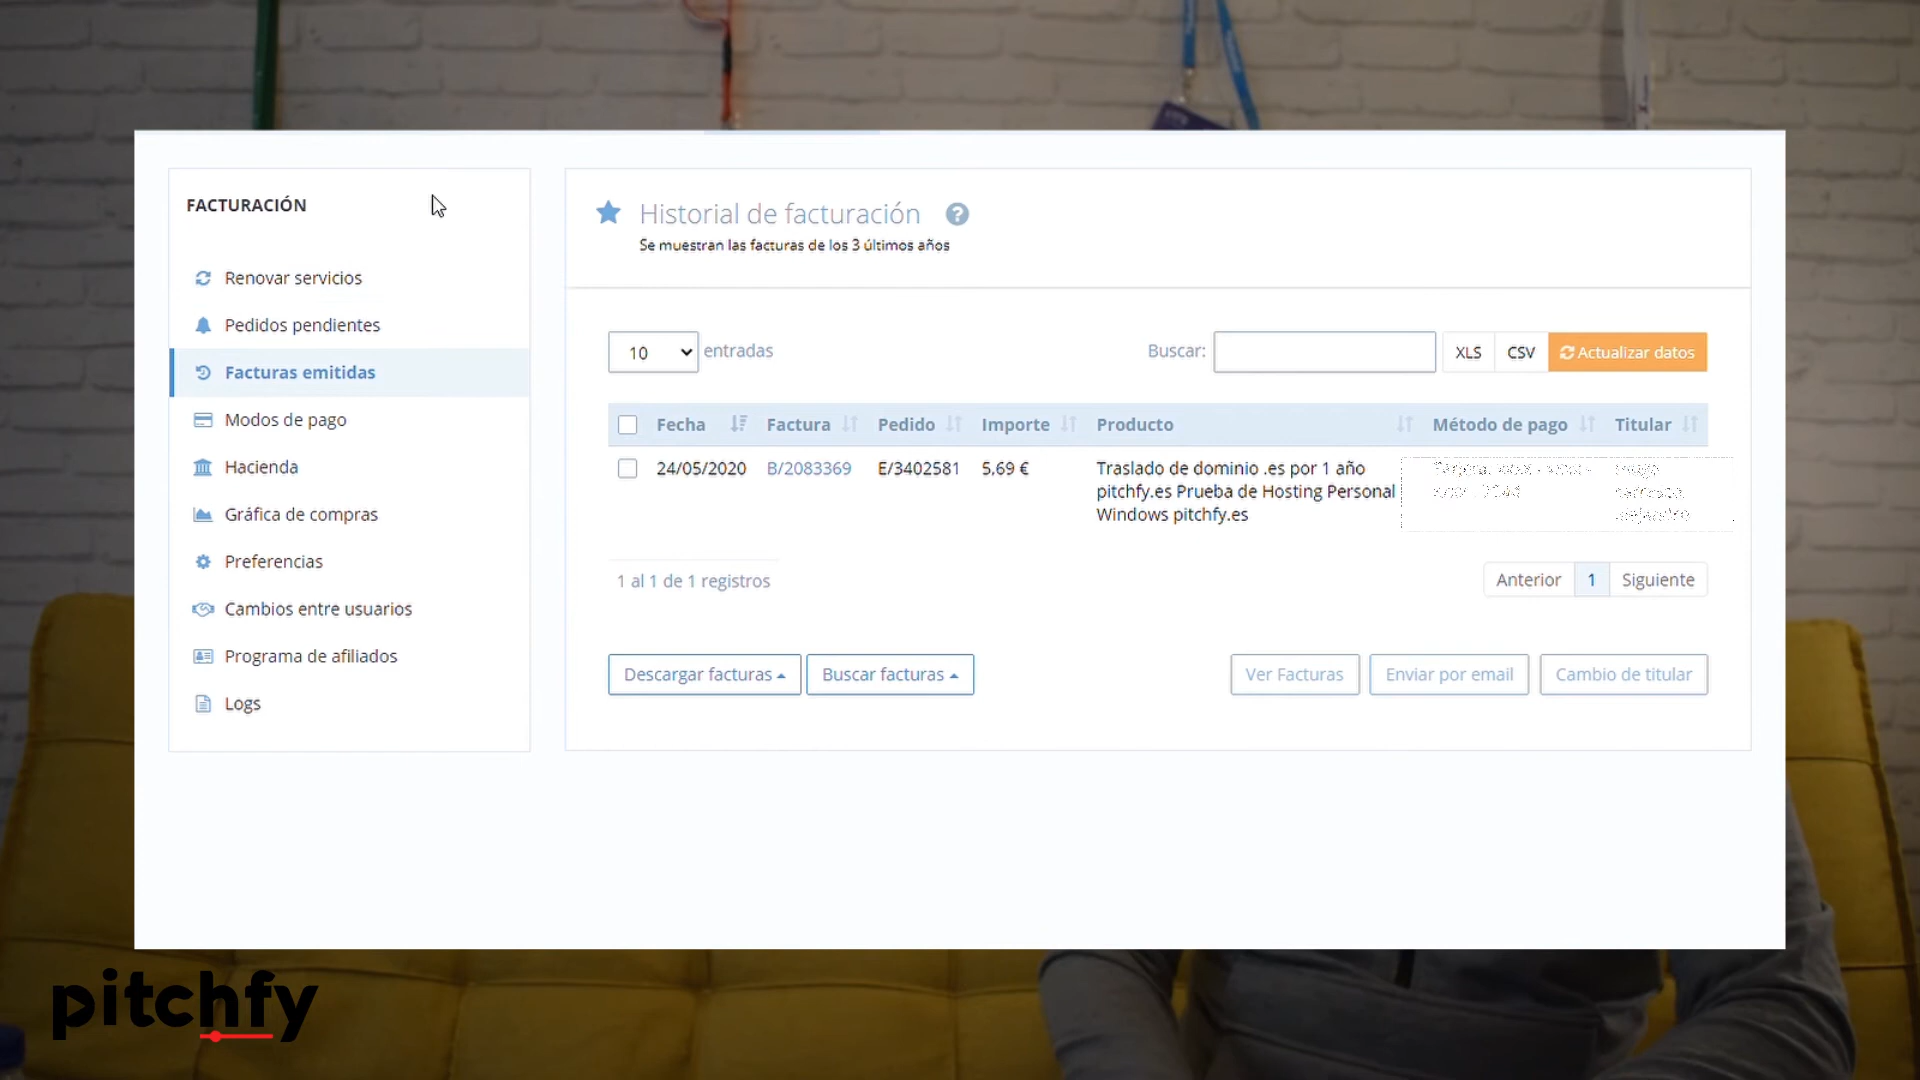 FACTURACIÓN
Renovar servicios
Pedidos pendientes
Facturas emitidas
Modos de pago
Hacienda
Gráfica de compras
Preferencias
Cambios entre usuarios
Programa de afiliados
Logs
Historial de facturación
Se muestran las facturas de los 3 últimos años
10 entradas
Buscar: XLS CSV Actualizar datos
Fecha Factura Pedido Importe Producto Método de pago Titular
24/05/2020 B/2083369 E/3402581 5,69 € Traslado de dominio .es por 1 año
pitchfy.es Prueba de Hosting Personal
Windows pitchfy.es
1 al 1 de 1 registros
Anterior 1 Siguiente
Descargar facturas Buscar facturas Ver Facturas Enviar por email Cambio de titular
pitchfy